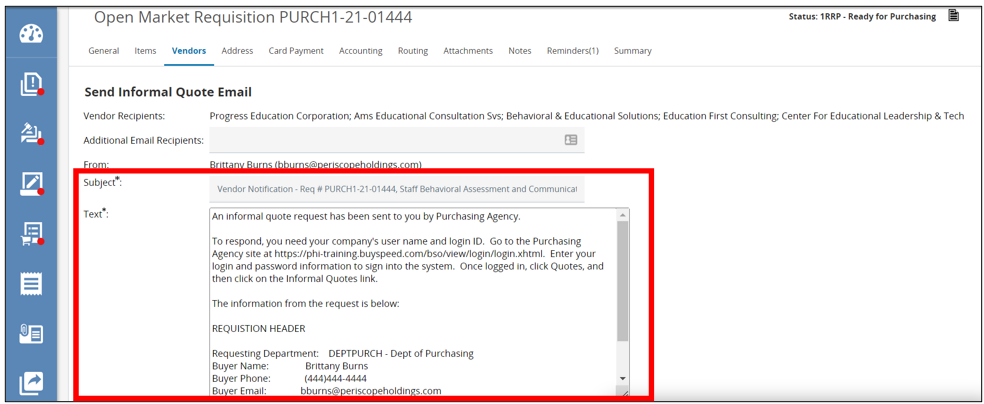 Open Market Requisition PURCH1-21-01444
Status: 1RRP - Ready for Purchasing
General Items Vendors Address Card Payment Accounting Routing Attachments Notes Reminders(1) Summary
Send Informal Quote Email
Vendor Recipients: Progress Education Corporation; Ams Educational Consultation Svs; Behavioral & Educational Solutions; Education First Consulting; Center For Educational Leadership & Tech
Additional Email Recipients:
From: Brittany Burns (bburns@periscopeholdings.com)
Subject*: Vendor Notification - Req # PURCH1-21-01444, Staff Behavioral Assessment and Communicat
Text*: An informal quote request has been sent to you by Purchasing Agency.
To respond, you need your company's user name and login ID. Go to the Purchasing
Agency site at https://phi-training.buyspeed.com/bso/view/login/login.xhtml. Enter your
login and password information to sign into the system. Once logged in, click Quotes, and
then click on the Informal Quotes link.
The information from the request is below:
REQUISTION HEADER
Requesting Department: DEPTPURCH - Dept of Purchasing
Buyer Name: Brittany Burns
Buyer Phone: (444)444-4444
Buyer Email: bburns@periscopeholdings.com